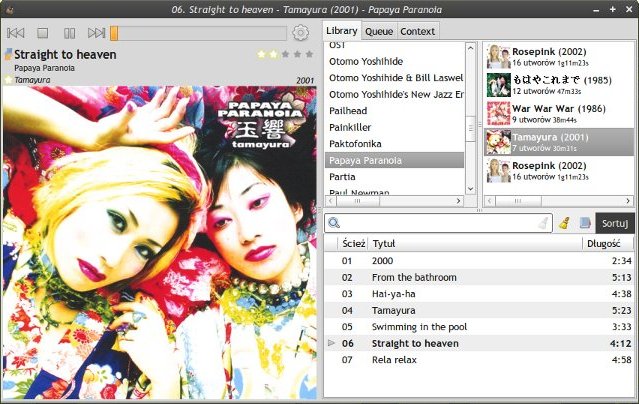 06. Straight to heaven - Tamayura (2001) - Papaya Paranoia
Straight to heaven
Papaya Paranoia
Tamayura
2001
PAPAYA
PARANOIA
玉響
tamayura
Library
Queue
Context
OST
Otomo Yoshihide
Otomo Yoshihide & Bill Laswel
Otomo Yoshihide's New Jazz Er
Pailhead
Painkiller
Paktofonika
Papaya Paranoia
Partia
Paul Newman
Rosepink (2002)
16 utworów 1g11m23s
もはやこれまで (1985)
12 utworów 47m33s
War War War (1986)
9 utworów 38m44s
Tamayura (2001)
7 utworów 30m31s
Rosepink (2002)
16 utworów 1g11m23s
Sortuj
Ścież Tytuł Długość
01 2000 2:34
02 From the bathroom 5:13
03 Hai-ya-ha 4:38
04 Tamayura 5:23
05 Swimming in the pool 3:33
06 Straight to heaven 4:12
07 Rela relax 4:58